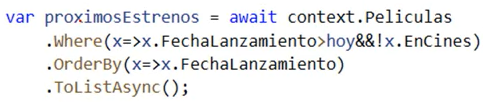 var proximosEstrenos = await context.Peliculas
.Where(x=>x.FechaLanzamiento>hoy&&!x.EnCines)
.OrderBy(x=>x.FechaLanzamiento)
.ToListAsync();